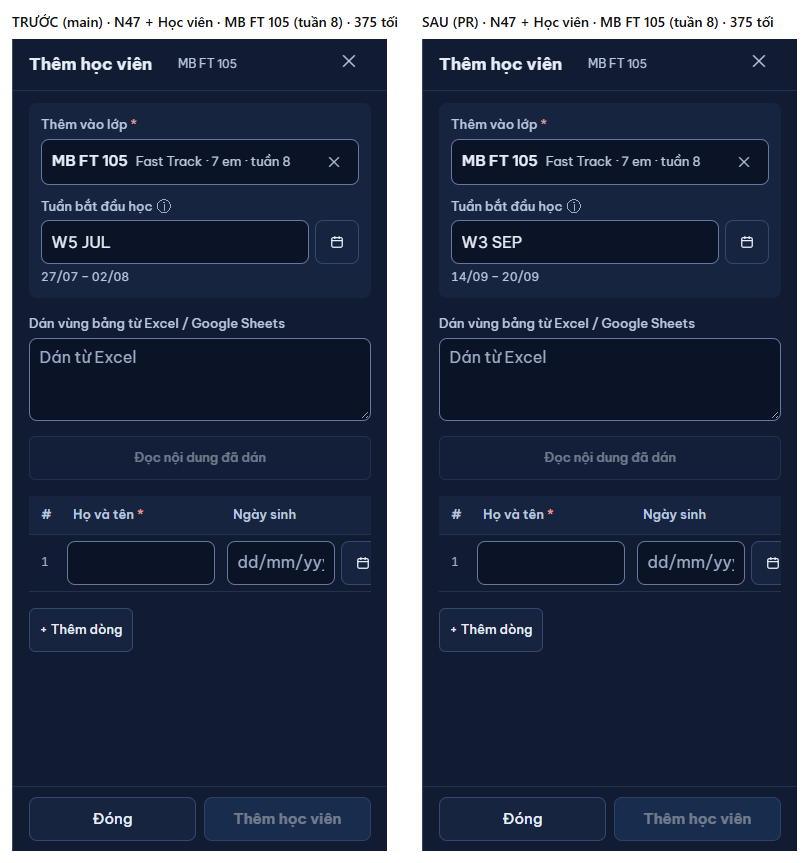 TRƯỚC (main) · N47 + Học viên · MB FT 105 (tuần 8) · 375 tối
Thêm học viên MB FT 105
Thêm vào lớp *
MB FT 105 Fast Track · 7 em · tuần 8
Tuần bắt đầu học
W5 JUL
27/07 – 02/08
Dán vùng bảng từ Excel / Google Sheets
Dán từ Excel
Đọc nội dung đã dán
# Họ và tên * Ngày sinh
1 dd/mm/yyy
+ Thêm dòng
Đóng Thêm học viên
SAU (PR) · N47 + Học viên · MB FT 105 (tuần 8) · 375 tối
Thêm học viên MB FT 105
Thêm vào lớp *
MB FT 105 Fast Track · 7 em · tuần 8
Tuần bắt đầu học
W3 SEP
14/09 – 20/09
Dán vùng bảng từ Excel / Google Sheets
Dán từ Excel
Đọc nội dung đã dán
# Họ và tên * Ngày sinh
1 dd/mm/yyy
+ Thêm dòng
Đóng Thêm học viên